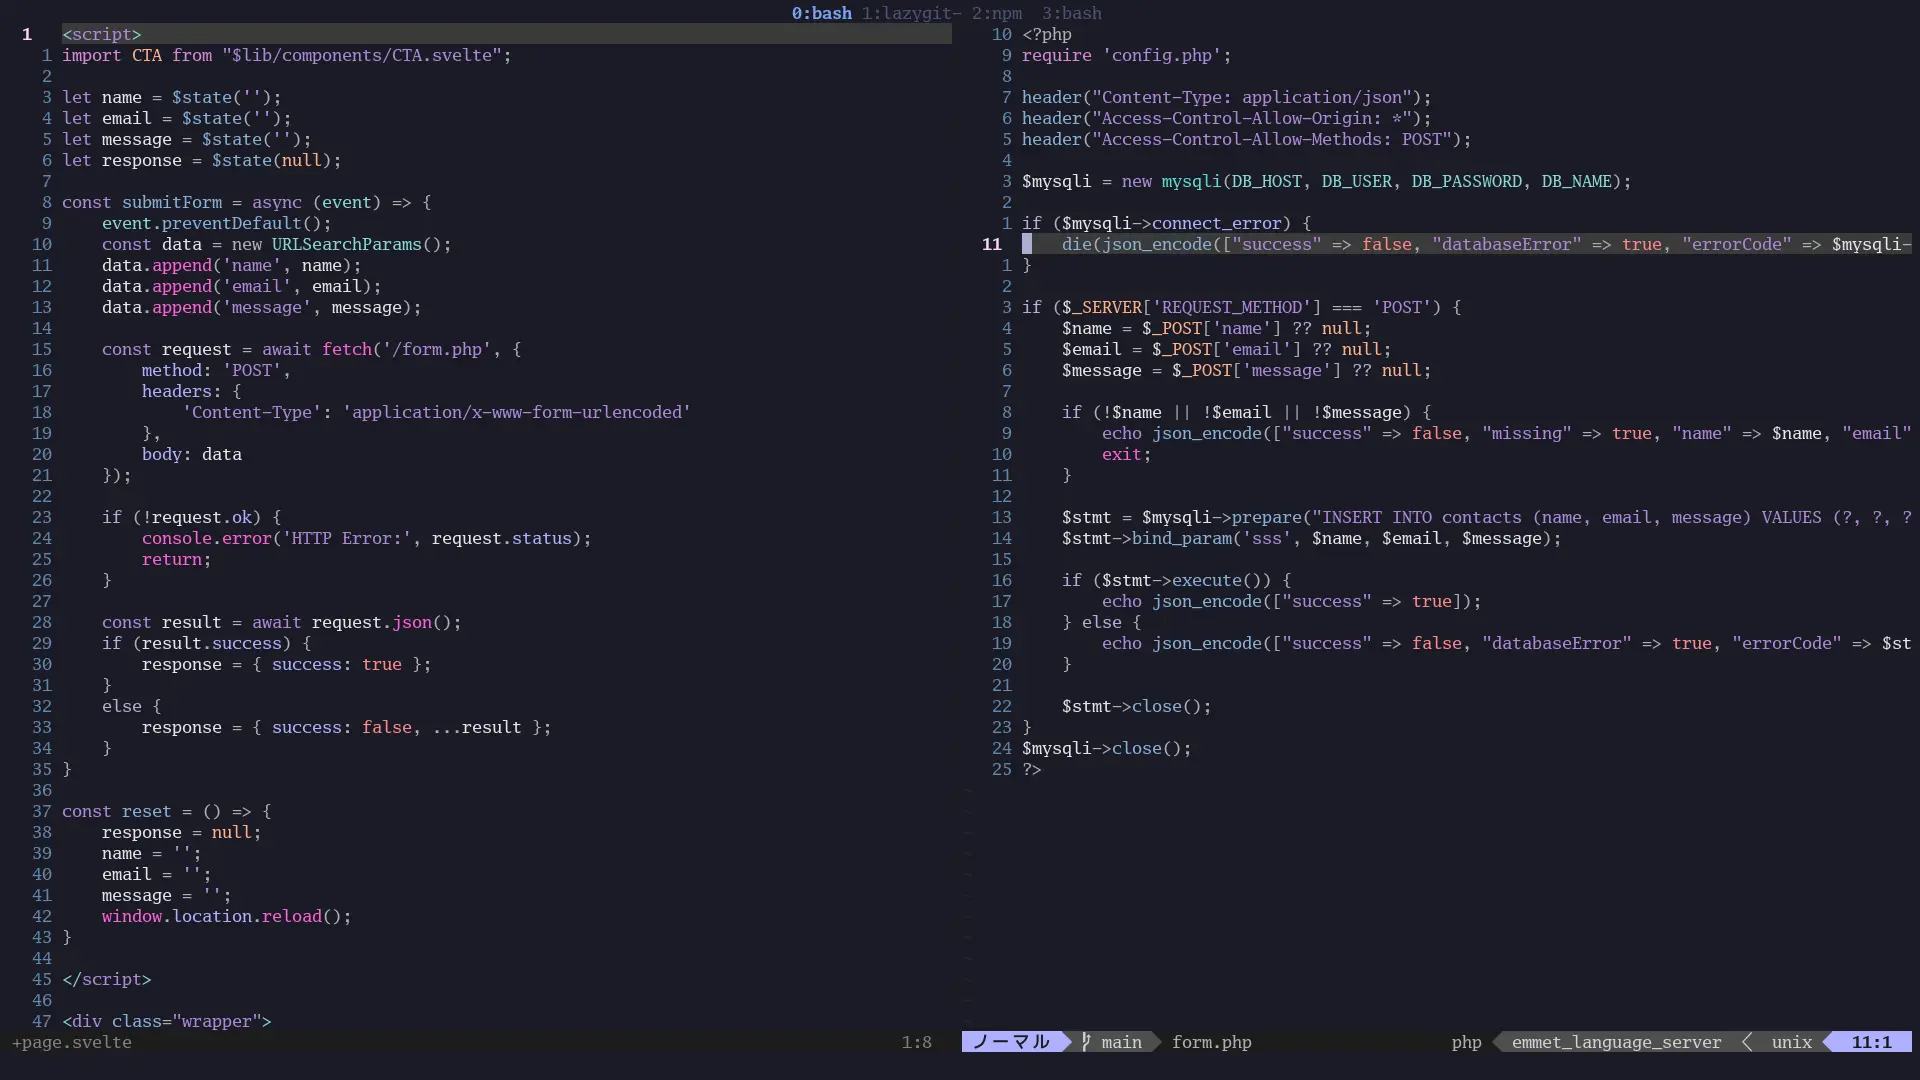 0:bash 1:lazygit- 2:npm 3:bash
1 <script>
1 import CTA from "$lib/components/CTA.svelte";
2
3 let name = $state('');
4 let email = $state('');
5 let message = $state('');
6 let response = $state(null);
7
8 const submitForm = async (event) => {
9     event.preventDefault();
10     const data = new URLSearchParams();
11     data.append('name', name);
12     data.append('email', email);
13     data.append('message', message);
14
15     const request = await fetch('/form.php', {
16         method: 'POST',
17         headers: {
18             'Content-Type': 'application/x-www-form-urlencoded'
19         },
20         body: data
21     });
22
23     if (!request.ok) {
24         console.error('HTTP Error:', request.status);
25         return;
26     }
27
28     const result = await request.json();
29     if (result.success) {
30         response = { success: true };
31     }
32     else {
33         response = { success: false, ...result };
34     }
35 }
36
37 const reset = () => {
38     response = null;
39     name = '';
40     email = '';
41     message = '';
42     window.location.reload();
43 }
44
45 </script>
46
47 <div class="wrapper">
+page.svelte 1:8
10 <?php
9 require 'config.php';
8
7 header("Content-Type: application/json");
6 header("Access-Control-Allow-Origin: *");
5 header("Access-Control-Allow-Methods: POST");
4
3 $mysqli = new mysqli(DB_HOST, DB_USER, DB_PASSWORD, DB_NAME);
2
1 if ($mysqli->connect_error) {
11     die(json_encode(["success" => false, "databaseError" => true, "errorCode" => $mysqli-
1 }
2
3 if ($_SERVER['REQUEST_METHOD'] === 'POST') {
4     $name = $_POST['name'] ?? null;
5     $email = $_POST['email'] ?? null;
6     $message = $_POST['message'] ?? null;
7
8     if (!$name || !$email || !$message) {
9         echo json_encode(["success" => false, "missing" => true, "name" => $name, "email"
10         exit;
11     }
12
13     $stmt = $mysqli->prepare("INSERT INTO contacts (name, email, message) VALUES (?, ?, ?
14     $stmt->bind_param('sss', $name, $email, $message);
15
16     if ($stmt->execute()) {
17         echo json_encode(["success" => true]);
18     } else {
19         echo json_encode(["success" => false, "databaseError" => true, "errorCode" => $st
20     }
21
22     $stmt->close();
23 }
24 $mysqli->close();
25 ?>
ノーマル main form.php php emmet_language_server unix 11:1